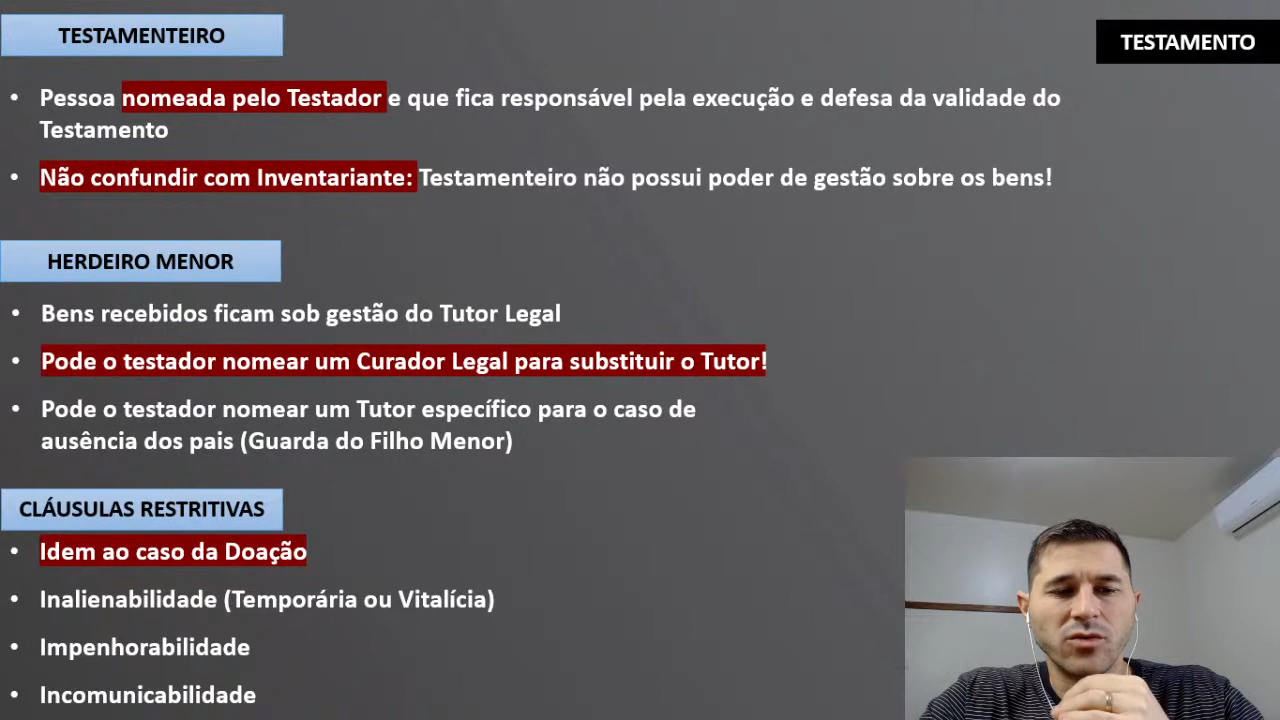 TESTAMENTEIRO
TESTAMENTO
• Pessoa nomeada pelo Testador e que fica responsável pela execução e defesa da validade do
Testamento
• Não confundir com Inventariante: Testamenteiro não possui poder de gestão sobre os bens!
HERDEIRO MENOR
• Bens recebidos ficam sob gestão do Tutor Legal
• Pode o testador nomear um Curador Legal para substituir o Tutor!
• Pode o testador nomear um Tutor específico para o caso de
ausência dos pais (Guarda do Filho Menor)
CLÁUSULAS RESTRITIVAS
• Idem ao caso da Doação
• Inalienabilidade (Temporária ou Vitalícia)
• Impenhorabilidade
• Incomunicabilidade